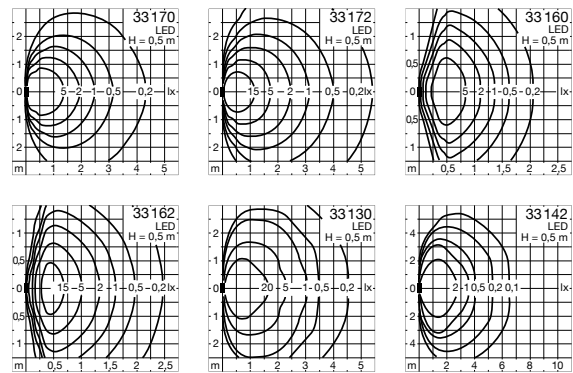 33170
LED
H = 0,5 m
2
1
0
1
2
5 2 1 0,5 0,2 lx
m 1 2 3 4 5
33172
LED
H = 0,5 m
2
1
0
1
2
15 5 2 1 0,5 0,2 lx
m 1 2 3 4 5
33160
LED
H = 0,5 m
1
0,5
0
0,5
1
5 2 1 0,5 0,2 lx
m 0,5 1 1,5 2 2,5
33162
LED
H = 0,5 m
1
0,5
0
0,5
1
15 5 2 1 0,5 0,2 lx
m 0,5 1 1,5 2 2,5
33130
LED
H = 0,5 m
2
1
0
1
2
20 5 1 0,5 0,2 lx
m 1 2 3 4 5
33142
LED
H = 0,5 m
4
2
0
2
4
2 1 0,5 0,2 0,1 lx
m 2 4 6 8 10